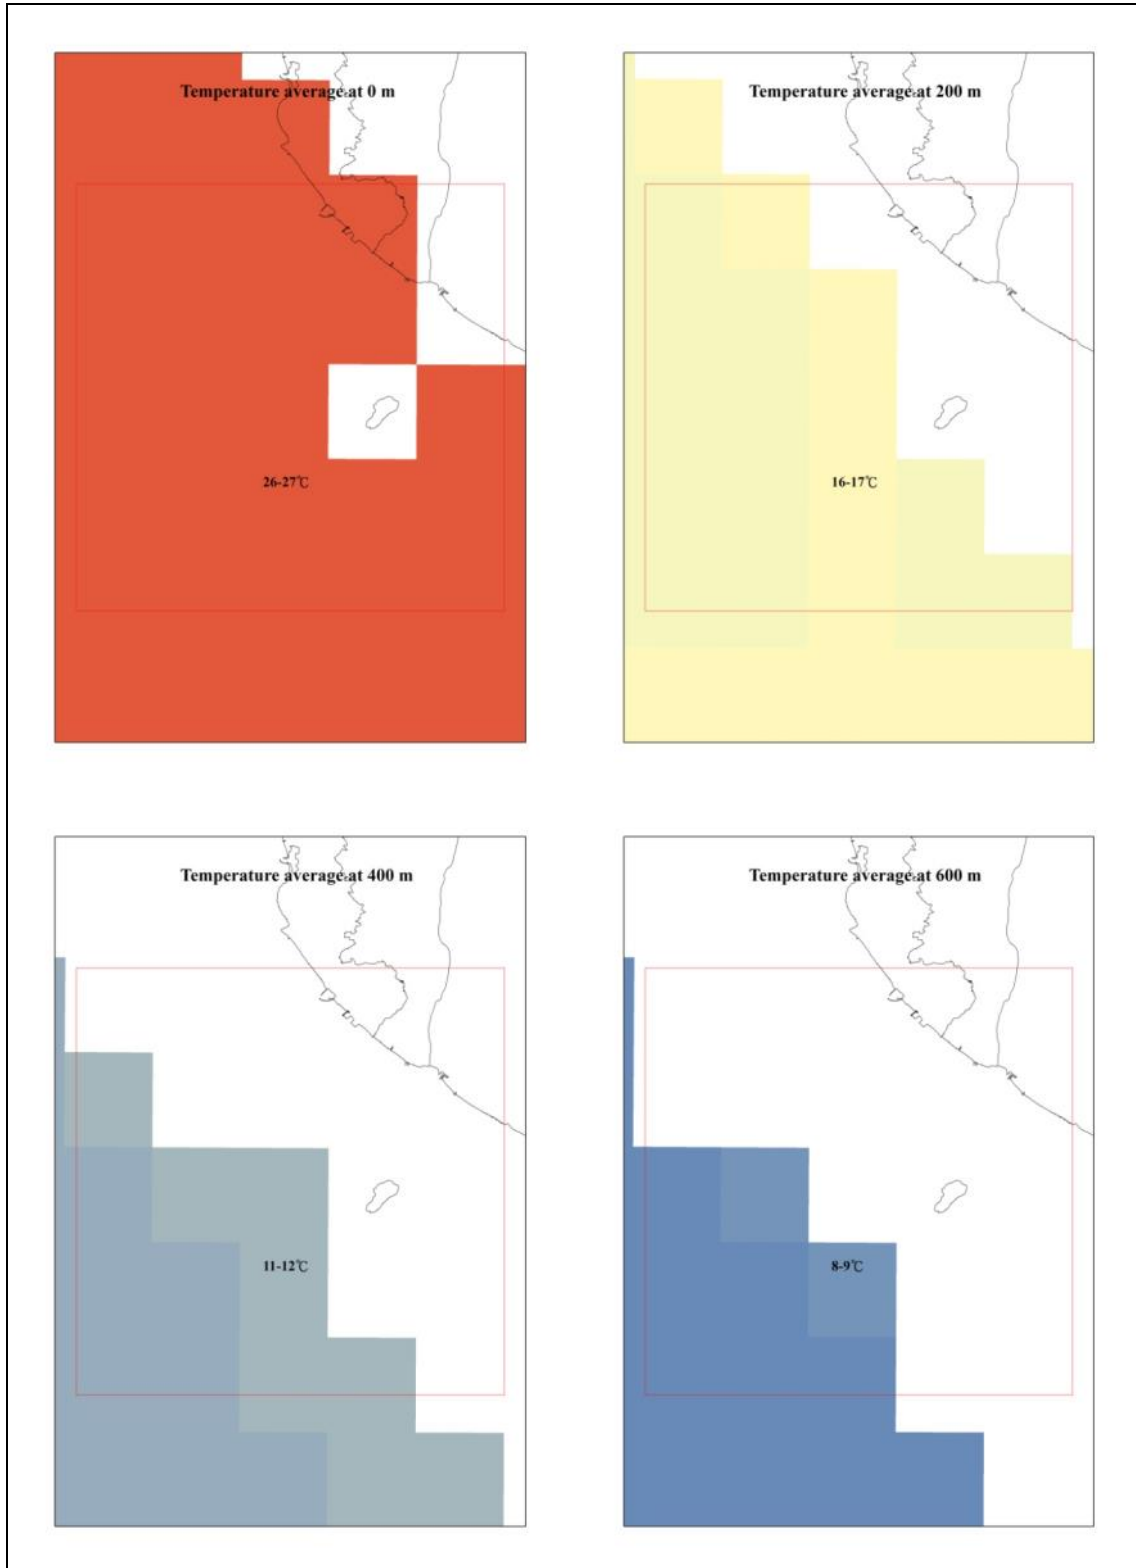 Temperature average at 0 m
26-27℃
Temperature average at 200 m
16-17℃
Temperature average at 400 m
11-12℃
Temperature average at 600 m
8-9℃